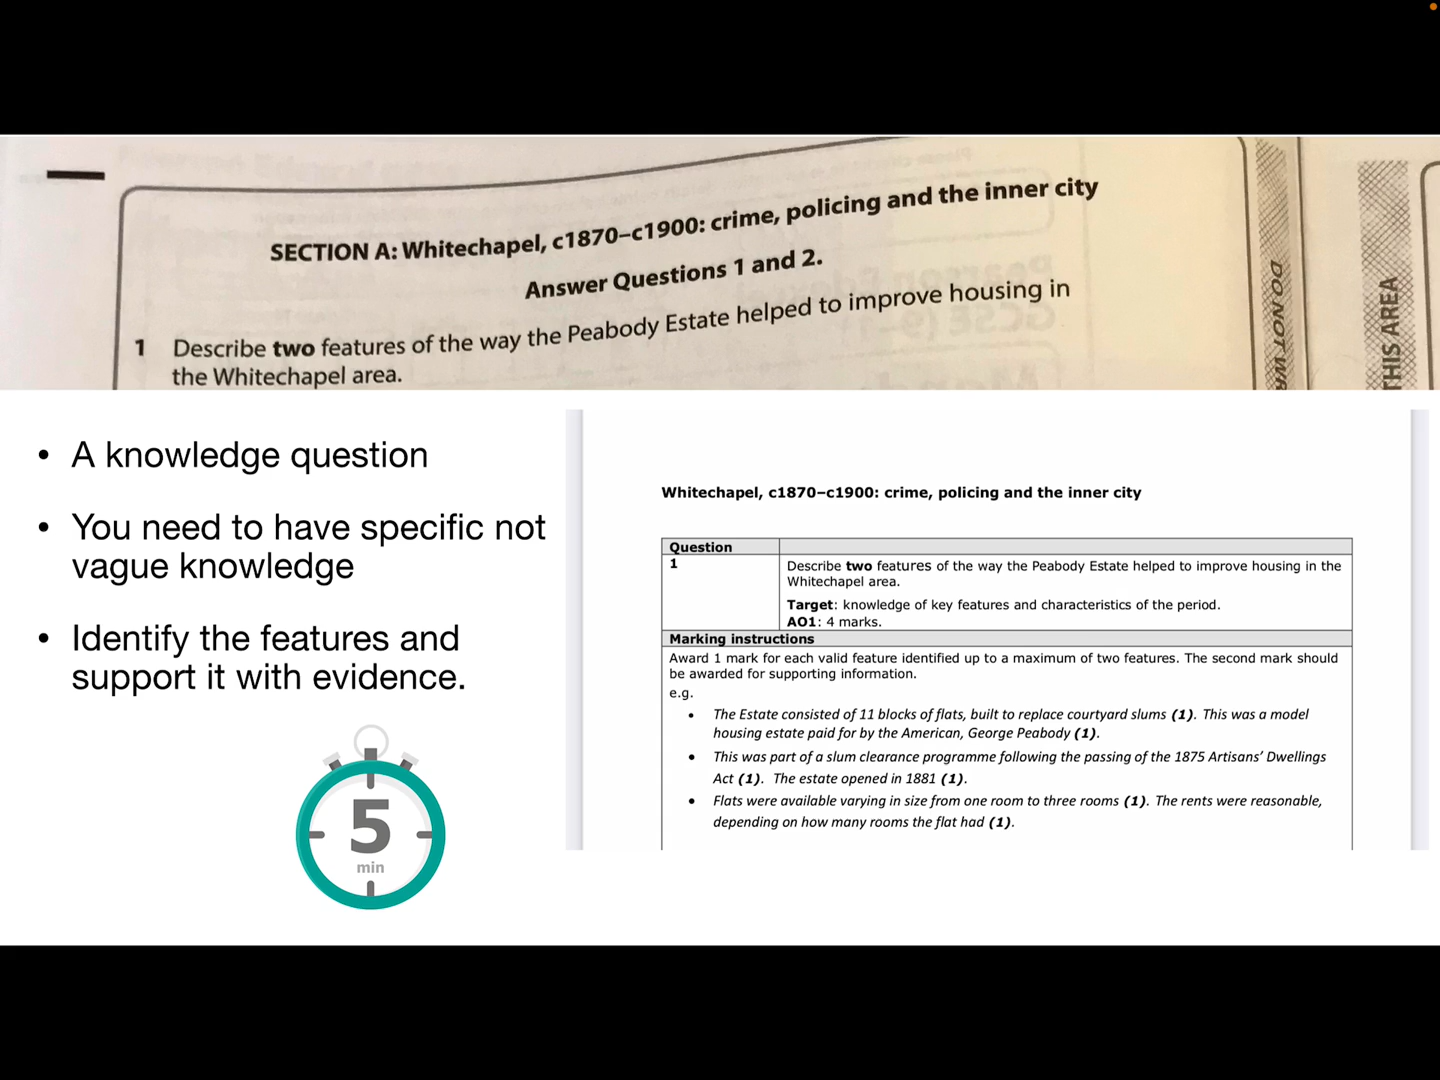 SECTION A: Whitechapel, c1870–c1900: crime, policing and the inner city
Answer Questions 1 and 2.
1 Describe two features of the way the Peabody Estate helped to improve housing in
the Whitechapel area.
DO NOT WR
THIS AREA
• A knowledge question
• You need to have specific not
vague knowledge
• Identify the features and
support it with evidence.
5
min
Whitechapel, c1870–c1900: crime, policing and the inner city
Question
1 Describe two features of the way the Peabody Estate helped to improve housing in the
Whitechapel area.
Target: knowledge of key features and characteristics of the period.
AO1: 4 marks.
Marking instructions
Award 1 mark for each valid feature identified up to a maximum of two features. The second mark should
be awarded for supporting information.
e.g.
• The Estate consisted of 11 blocks of flats, built to replace courtyard slums (1). This was a model
housing estate paid for by the American, George Peabody (1).
• This was part of a slum clearance programme following the passing of the 1875 Artisans’ Dwellings
Act (1). The estate opened in 1881 (1).
• Flats were available varying in size from one room to three rooms (1). The rents were reasonable,
depending on how many rooms the flat had (1).